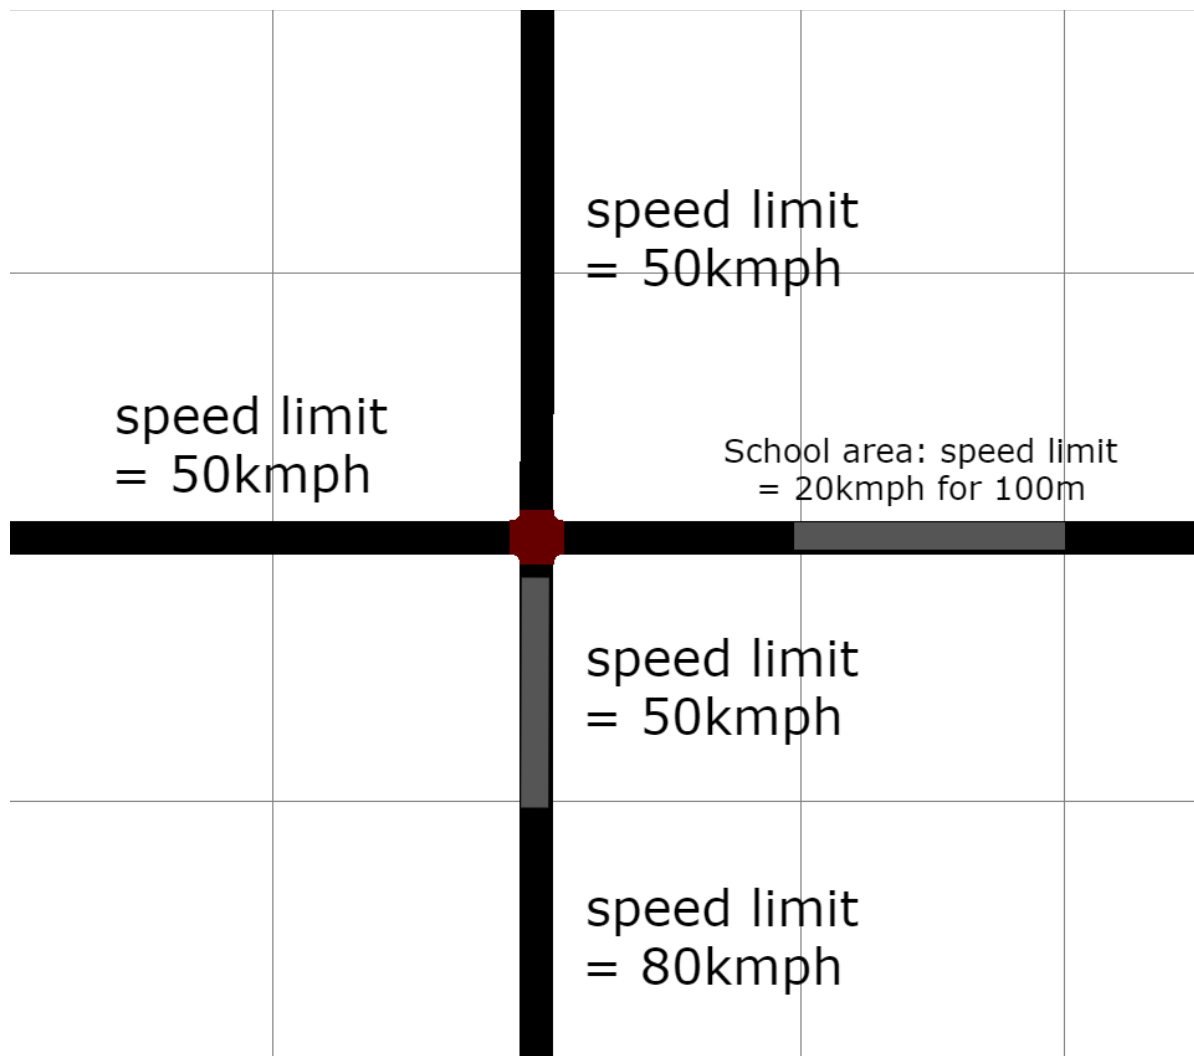 speed limit
= 50kmph
speed limit
= 50kmph
School area: speed limit
= 20kmph for 100m
speed limit
= 50kmph
speed limit
= 80kmph